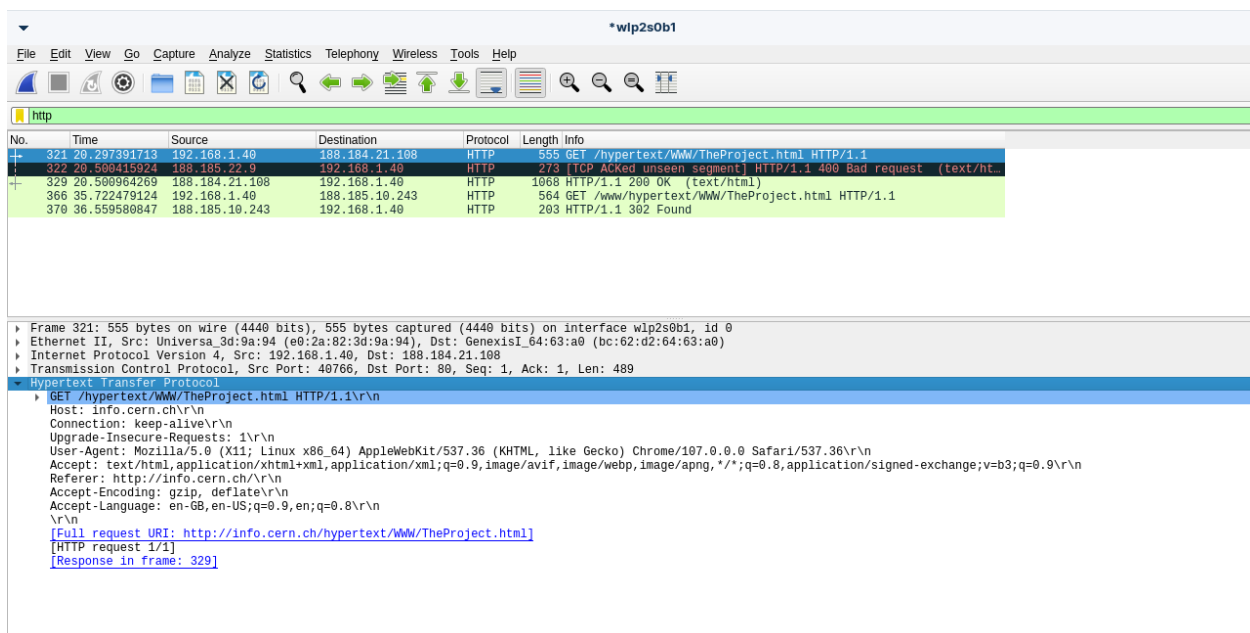 *wlp2s0b1
File Edit View Go Capture Analyze Statistics Telephony Wireless Tools Help
http
No. Time Source Destination Protocol Length Info
321 20.297391713 192.168.1.40 188.184.21.108 HTTP 555 GET /hypertext/WWW/TheProject.html HTTP/1.1
322 20.500415924 188.185.22.9 192.168.1.40 HTTP 273 [TCP ACKed unseen segment] HTTP/1.1 400 Bad request (text/ht…
329 20.500964269 188.184.21.108 192.168.1.40 HTTP 1068 HTTP/1.1 200 OK (text/html)
366 35.722479124 192.168.1.40 188.185.10.243 HTTP 564 GET /www/hypertext/WWW/TheProject.html HTTP/1.1
370 36.559580847 188.185.10.243 192.168.1.40 HTTP 203 HTTP/1.1 302 Found
Frame 321: 555 bytes on wire (4440 bits), 555 bytes captured (4440 bits) on interface wlp2s0b1, id 0
Ethernet II, Src: Universa_3d:9a:94 (e0:2a:82:3d:9a:94), Dst: GenexisI_64:63:a0 (bc:62:d2:64:63:a0)
Internet Protocol Version 4, Src: 192.168.1.40, Dst: 188.184.21.108
Transmission Control Protocol, Src Port: 40766, Dst Port: 80, Seq: 1, Ack: 1, Len: 489
Hypertext Transfer Protocol
GET /hypertext/WWW/TheProject.html HTTP/1.1\r\n
Host: info.cern.ch\r\n
Connection: keep-alive\r\n
Upgrade-Insecure-Requests: 1\r\n
User-Agent: Mozilla/5.0 (X11; Linux x86_64) AppleWebKit/537.36 (KHTML, like Gecko) Chrome/107.0.0.0 Safari/537.36\r\n
Accept: text/html,application/xhtml+xml,application/xml;q=0.9,image/avif,image/webp,image/apng,*/*;q=0.8,application/signed-exchange;v=b3;q=0.9\r\n
Referer: http://info.cern.ch/\r\n
Accept-Encoding: gzip, deflate\r\n
Accept-Language: en-GB,en-US;q=0.9,en;q=0.8\r\n
\r\n
[Full request URI: http://info.cern.ch/hypertext/WWW/TheProject.html]
[HTTP request 1/1]
[Response in frame: 329]